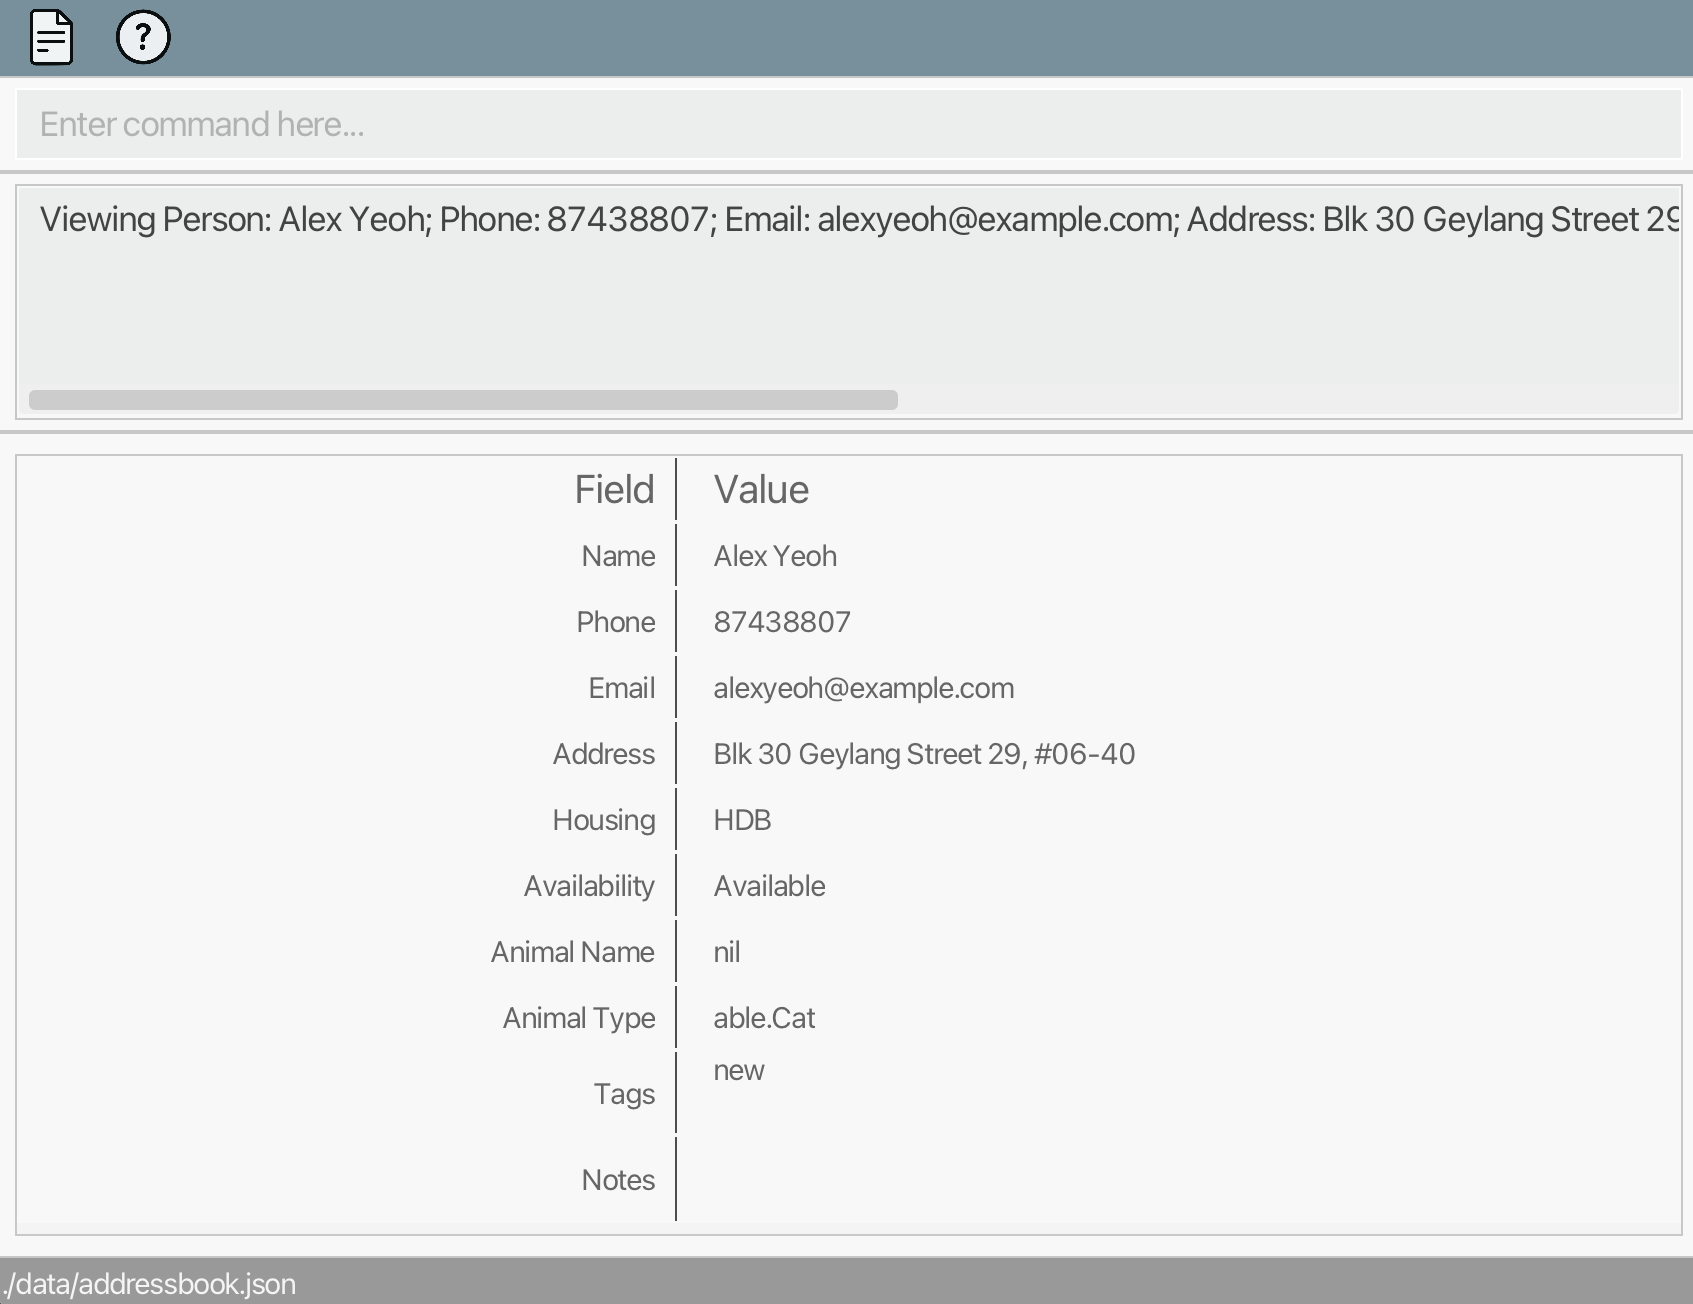 ?
Enter command here...
Viewing Person: Alex Yeoh; Phone: 87438807; Email: alexyeoh@example.com; Address: Blk 30 Geylang Street 29
Field Value
Name Alex Yeoh
Phone 87438807
Email alexyeoh@example.com
Address Blk 30 Geylang Street 29, #06-40
Housing HDB
Availability Available
Animal Name nil
Animal Type able.Cat
Tags new
Notes
./data/addressbook.json